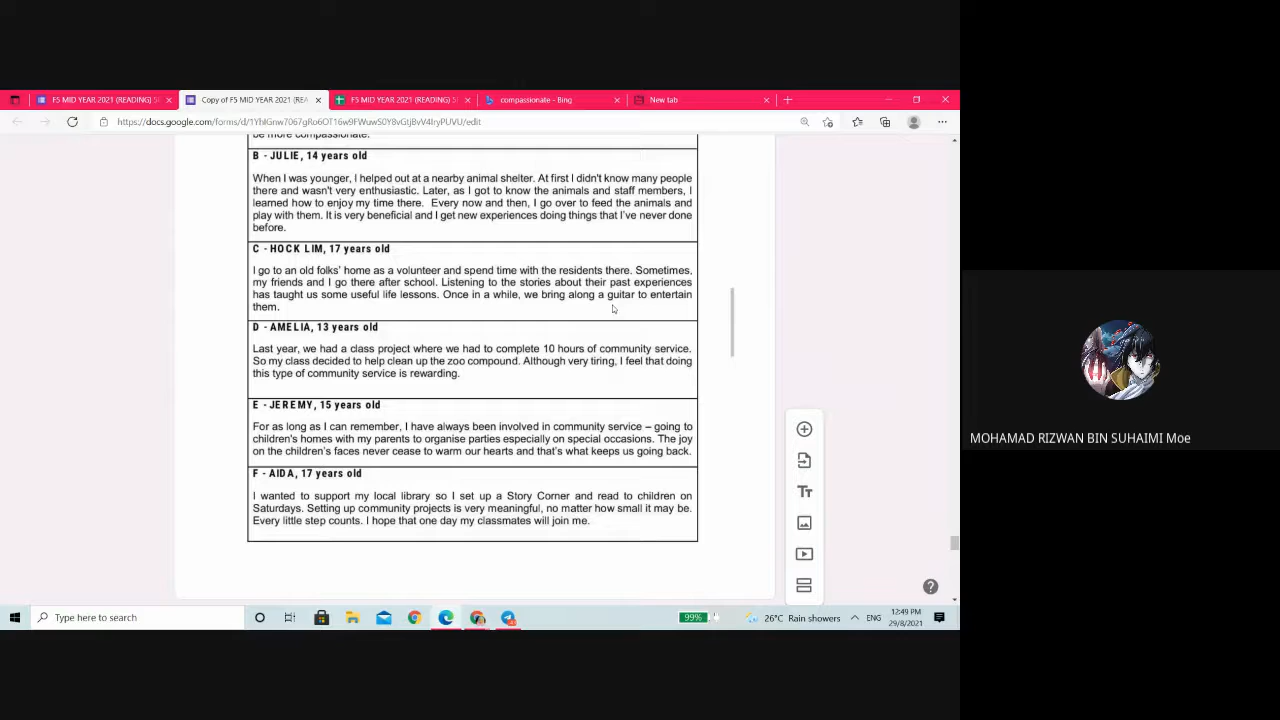 F5 MID YEAR 2021 (READING) S
Copy of F5 MID YEAR 2021 (REA
F5 MID YEAR 2021 (READING) S
compassionate - Bing
New tab
be more compassionate.
B - JULIE, 14 years old
When I was younger, I helped out at a nearby animal shelter. At first I didn't know many people
there and wasn't very enthusiastic. Later, as I got to know the animals and staff members, I
learned how to enjoy my time there. Every now and then, I go over to feed the animals and
play with them. It is very beneficial and I get new experiences doing things that I've never done
before.
C - HOCK LIM, 17 years old
I go to an old folks' home as a volunteer and spend time with the residents there. Sometimes,
my friends and I go there after school. Listening to the stories about their past experiences
has taught us some useful life lessons. Once in a while, we bring along a guitar to entertain
them.
D - AMELIA, 13 years old
Last year, we had a class project where we had to complete 10 hours of community service.
So my class decided to help clean up the zoo compound. Although very tiring, I feel that doing
this type of community service is rewarding.
E - JEREMY, 15 years old
For as long as I can remember, I have always been involved in community service – going to
children's homes with my parents to organise parties especially on special occasions. The joy
on the children's faces never cease to warm our hearts and that's what keeps us going back.
F - AIDA, 17 years old
I wanted to support my local library so I set up a Story Corner and read to children on
Saturdays. Setting up community projects is very meaningful, no matter how small it may be.
Every little step counts. I hope that one day my classmates will join me.
MOHAMAD RIZWAN BIN SUHAIMI Moe
Type here to search
99%
26°C Rain showers
ENG
12:49 PM
29/8/2021